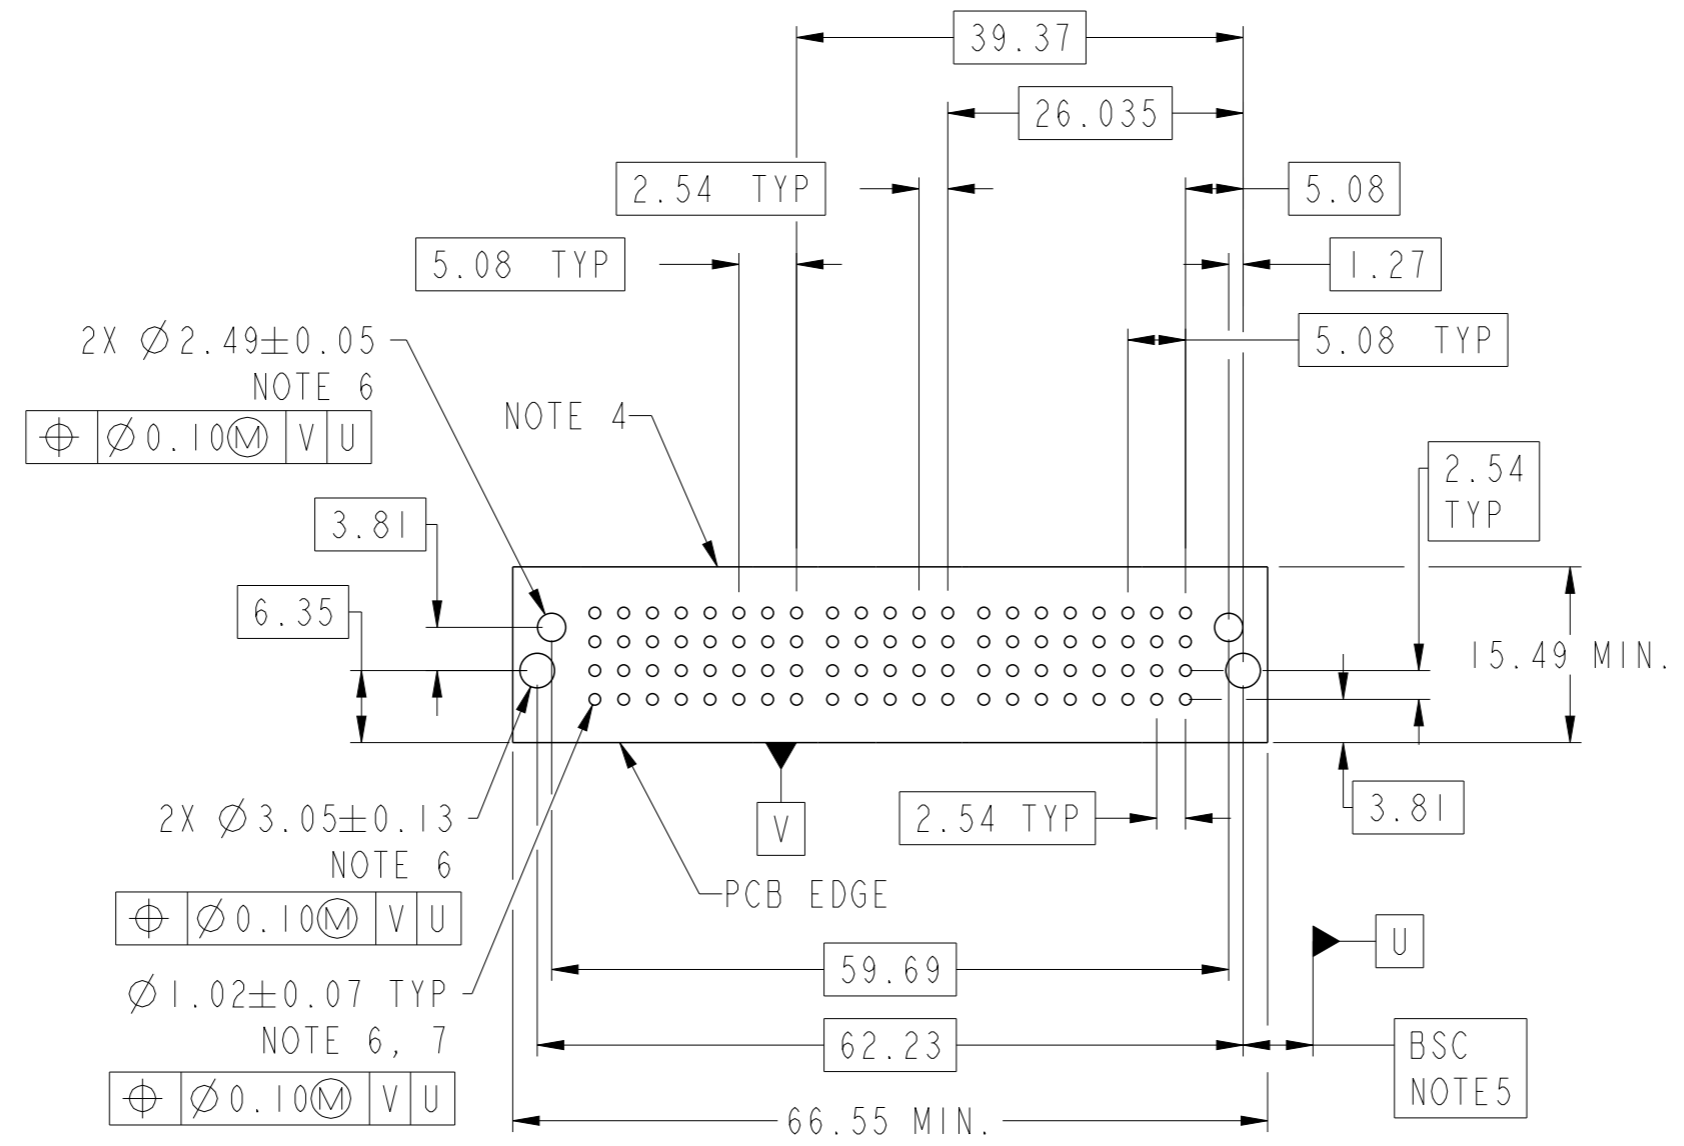 39.37
26.035
2.54 TYP
5.08
5.08 TYP
1.27
2X ∅2.49±0.05
NOTE 6
⌖ ∅0.10Ⓜ V U
5.08 TYP
NOTE 4
2.54
TYP
3.81
6.35
15.49 MIN.
2X ∅3.05±0.13
NOTE 6
⌖ ∅0.10Ⓜ V U
V
2.54 TYP
3.81
PCB EDGE
U
59.69
∅1.02±0.07 TYP
NOTE 6, 7
⌖ ∅0.10Ⓜ V U
62.23
BSC
NOTE5
66.55 MIN.